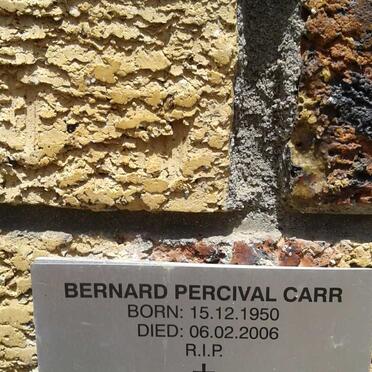 BERNARD PERCIVAL CARR
BORN: 15.12.1950
DIED: 06.02.2006
R.I.P.